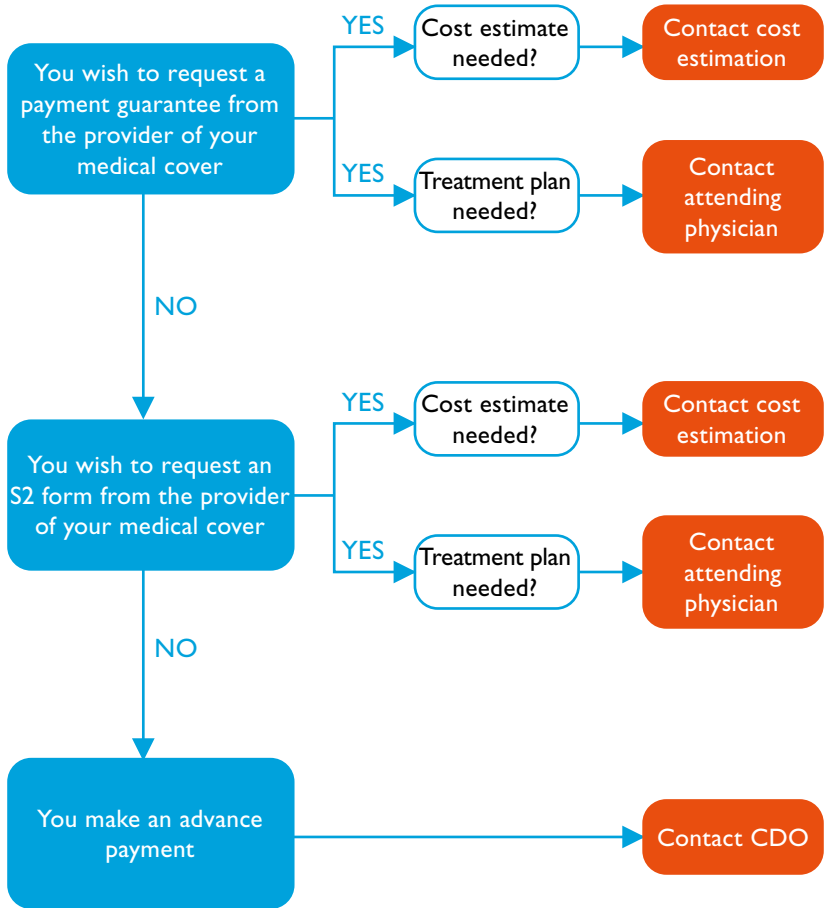 You wish to request a
payment guarantee from
the provider of your
medical cover
YES
Cost estimate
needed?
Contact cost
estimation
YES
Treatment plan
needed?
Contact
attending
physician
NO
You wish to request an
S2 form from the provider
of your medical cover
YES
Cost estimate
needed?
Contact cost
estimation
YES
Treatment plan
needed?
Contact
attending
physician
NO
You make an advance
payment
Contact CDO